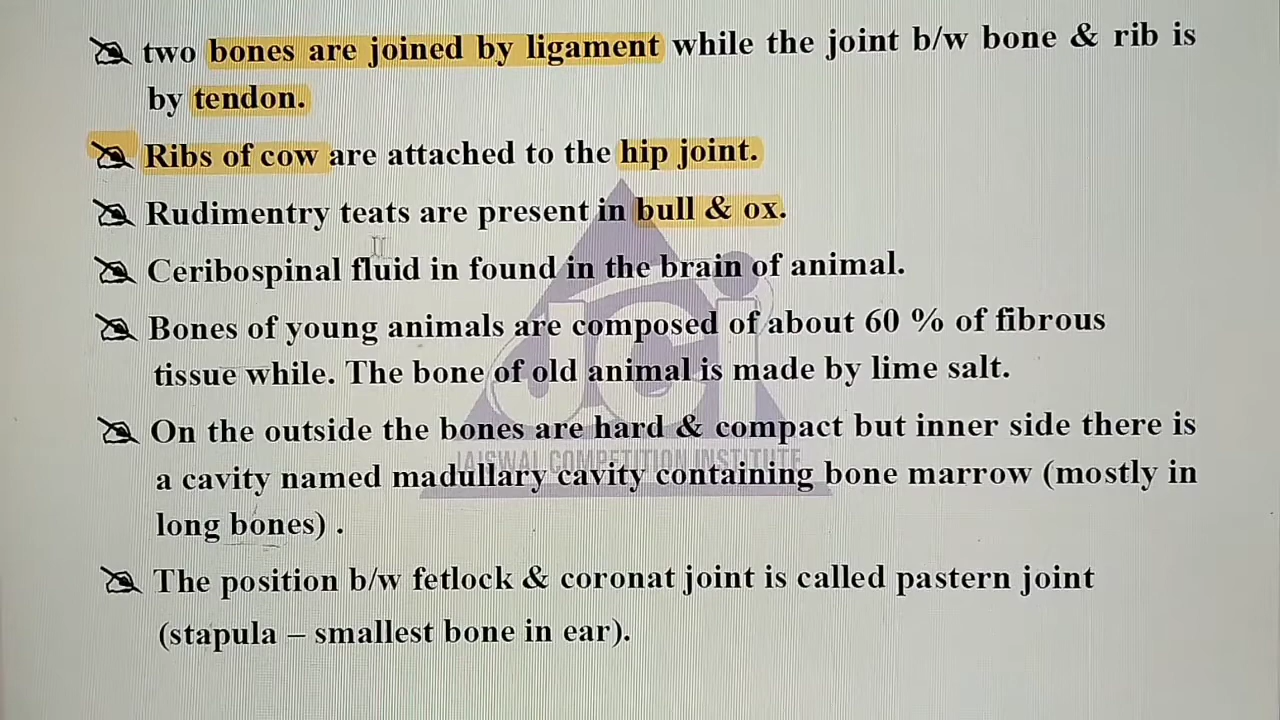 two bones are joined by ligament while the joint b/w bone & rib is
by tendon.
Ribs of cow are attached to the hip joint.
Rudimentry teats are present in bull & ox.
Ceribospinal fluid in found in the brain of animal.
Bones of young animals are composed of about 60 % of fibrous
tissue while. The bone of old animal is made by lime salt.
On the outside the bones are hard & compact but inner side there is
JCI
JAISWAL COMPETITION INSTITUTE
a cavity named madullary cavity containing bone marrow (mostly in
long bones) .
The position b/w fetlock & coronat joint is called pastern joint
(stapula – smallest bone in ear).